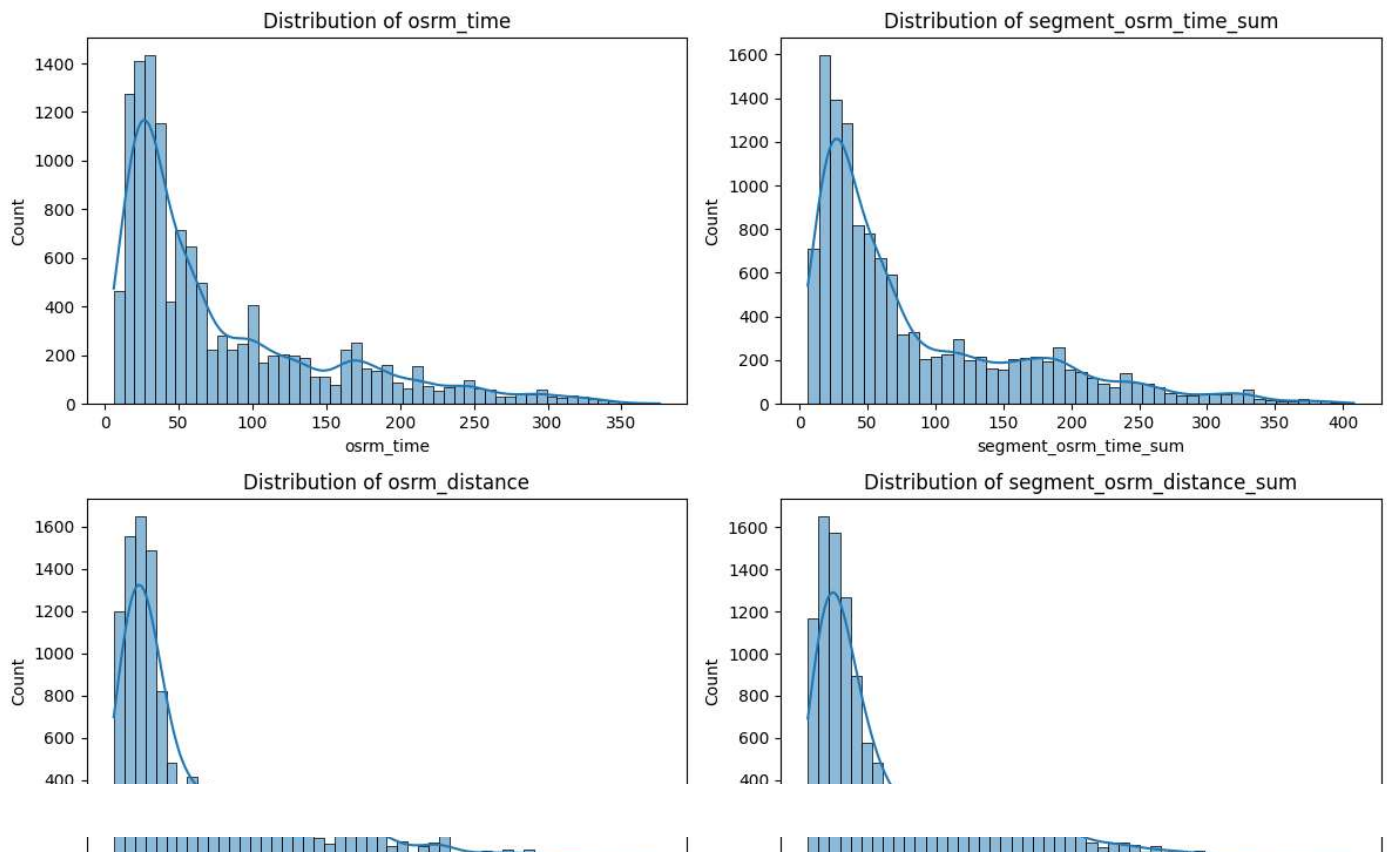 Distribution of osrm_time
Distribution of segment_osrm_time_sum
Count
1400
1200
1000
800
600
400
200
0
0 50 100 150 200 250 300 350
osrm_time
Count
1600
1400
1200
1000
800
600
400
200
0
0 50 100 150 200 250 300 350 400
segment_osrm_time_sum
Distribution of osrm_distance
Distribution of segment_osrm_distance_sum
Count
1600
1400
1200
1000
800
600
400
Count
1600
1400
1200
1000
800
600
400